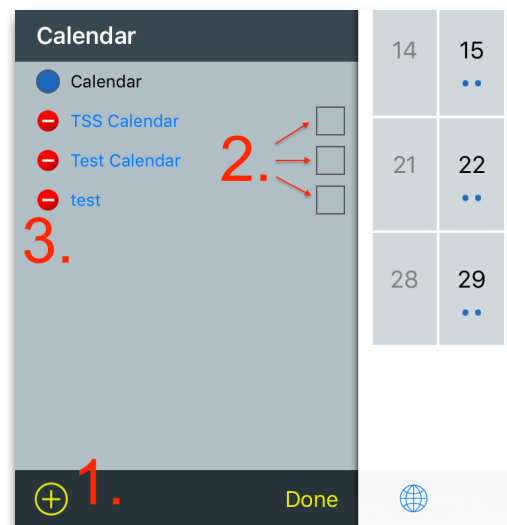 Calendar
14 15
Calendar
TSS Calendar
Test Calendar
2.
21 22
test
3.
28 29
1.
Done